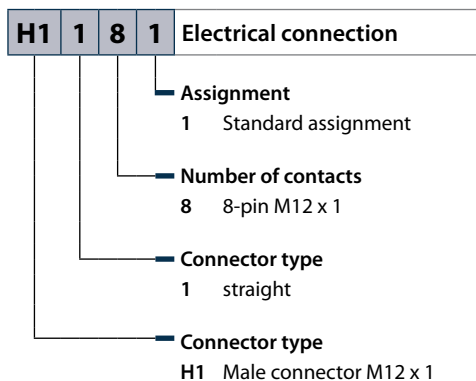 H1 1 8 1 Electrical connection
Assignment
1 Standard assignment
Number of contacts
8 8-pin M12 x 1
Connector type
1 straight
Connector type
H1 Male connector M12 x 1